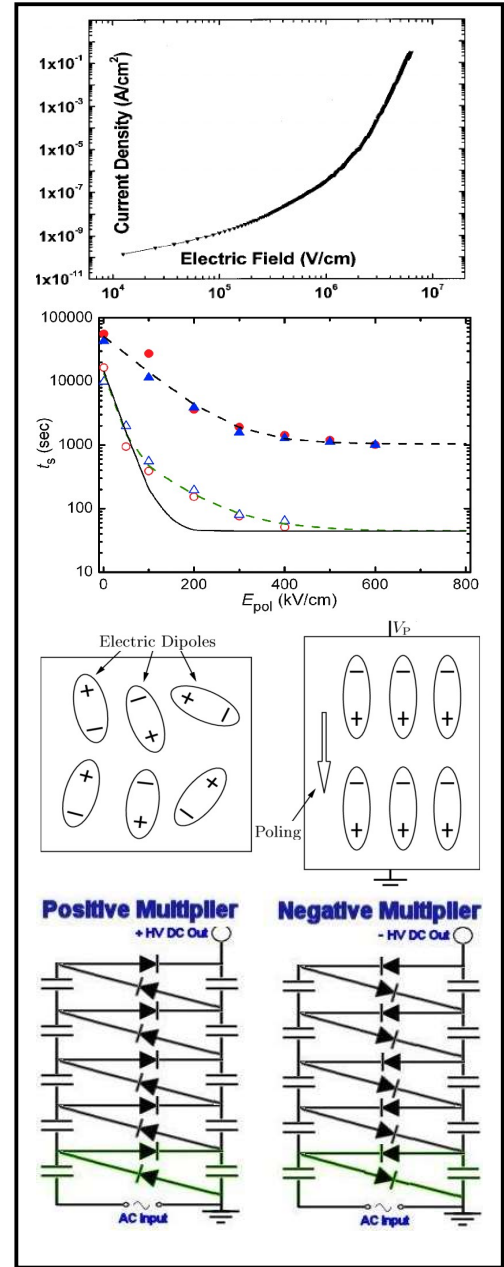 1x10⁻¹
1x10⁻³
1x10⁻⁵
1x10⁻⁷
1x10⁻⁹
1x10⁻¹¹
Current Density (A/cm²)
Electric Field (V/cm)
10⁴ 10⁵ 10⁶ 10⁷
100000
10000
1000
100
10
tₛ (sec)
0 200 400 600 800
E_pol (kV/cm)
Electric Dipoles
V_P
+ − +
− + −
+ − +
− + −
− − −
+ + +
− − −
+ + +
Poling
Positive Multiplier
+ HV DC Out
AC Input
Negative Multiplier
- HV DC Out
AC Input